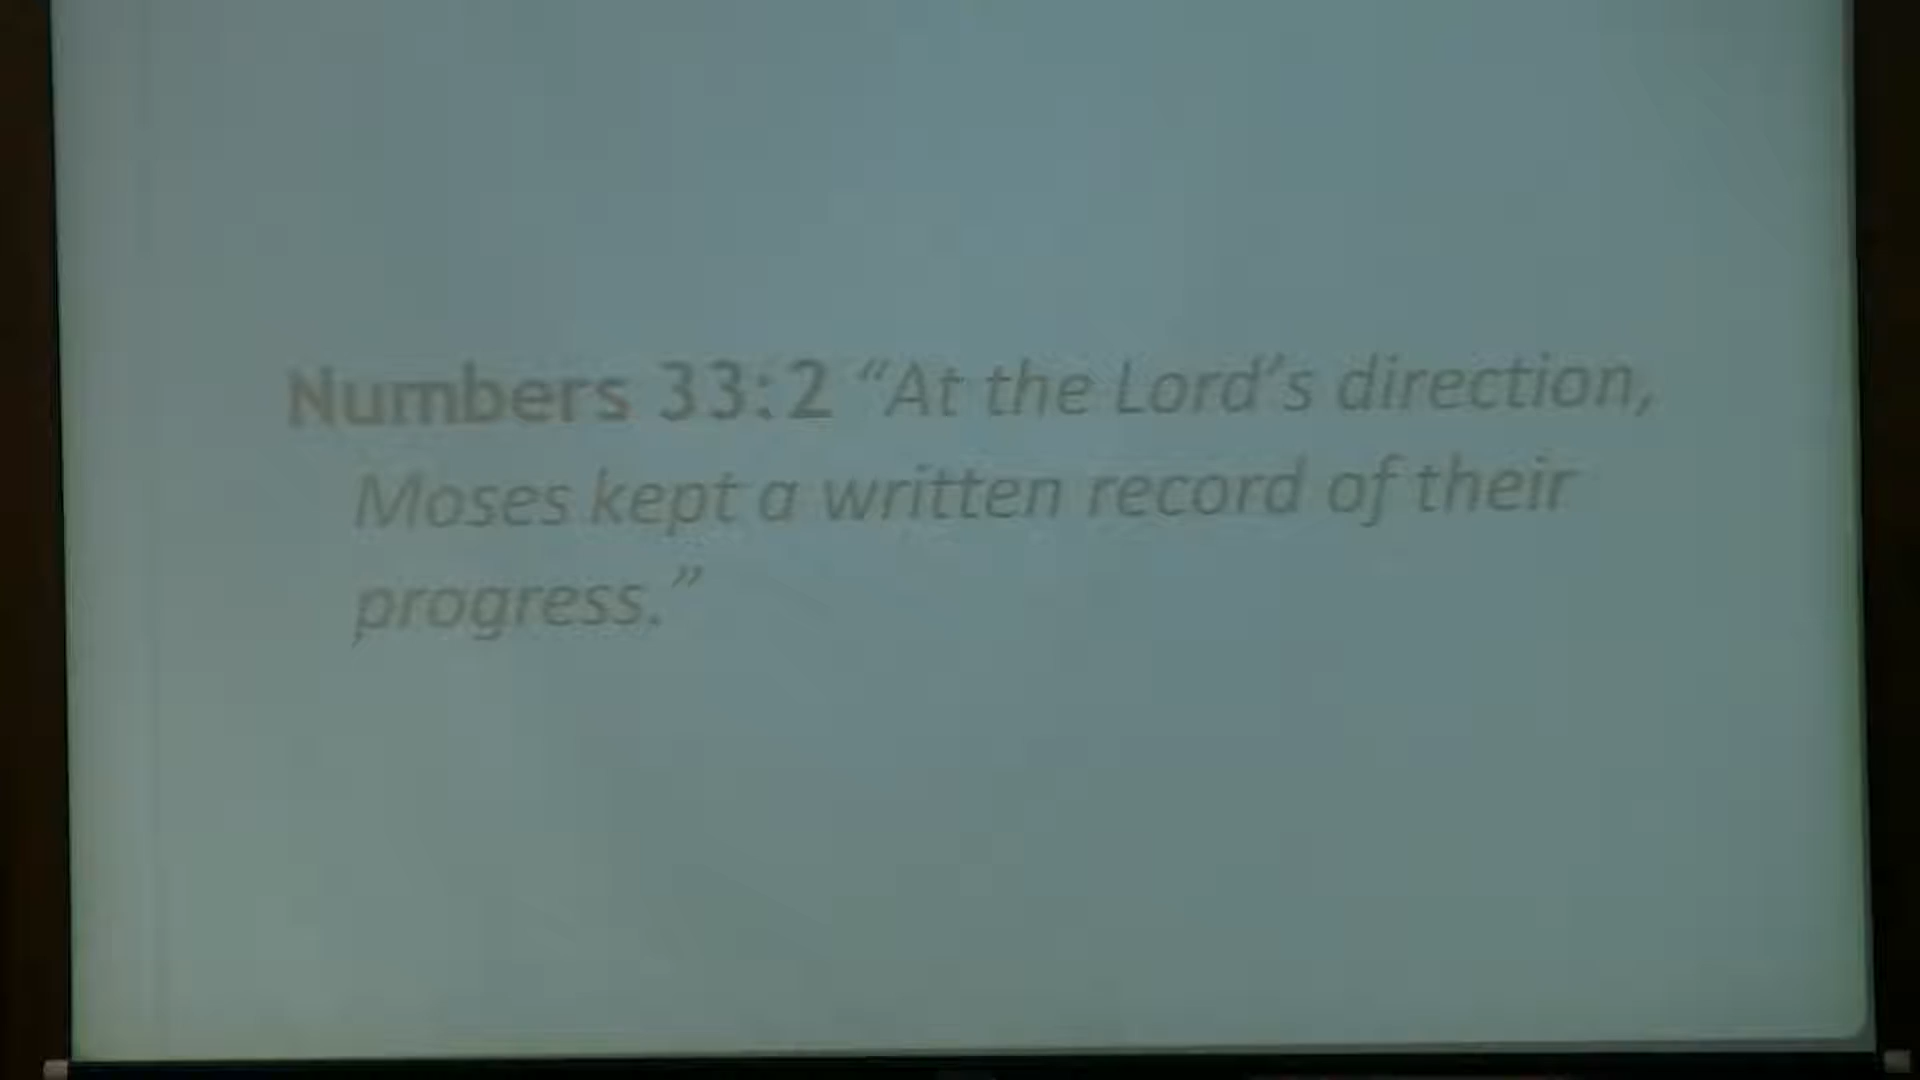 Numbers 33:2 “At the Lord’s direction,
Moses kept a written record of their
progress.”